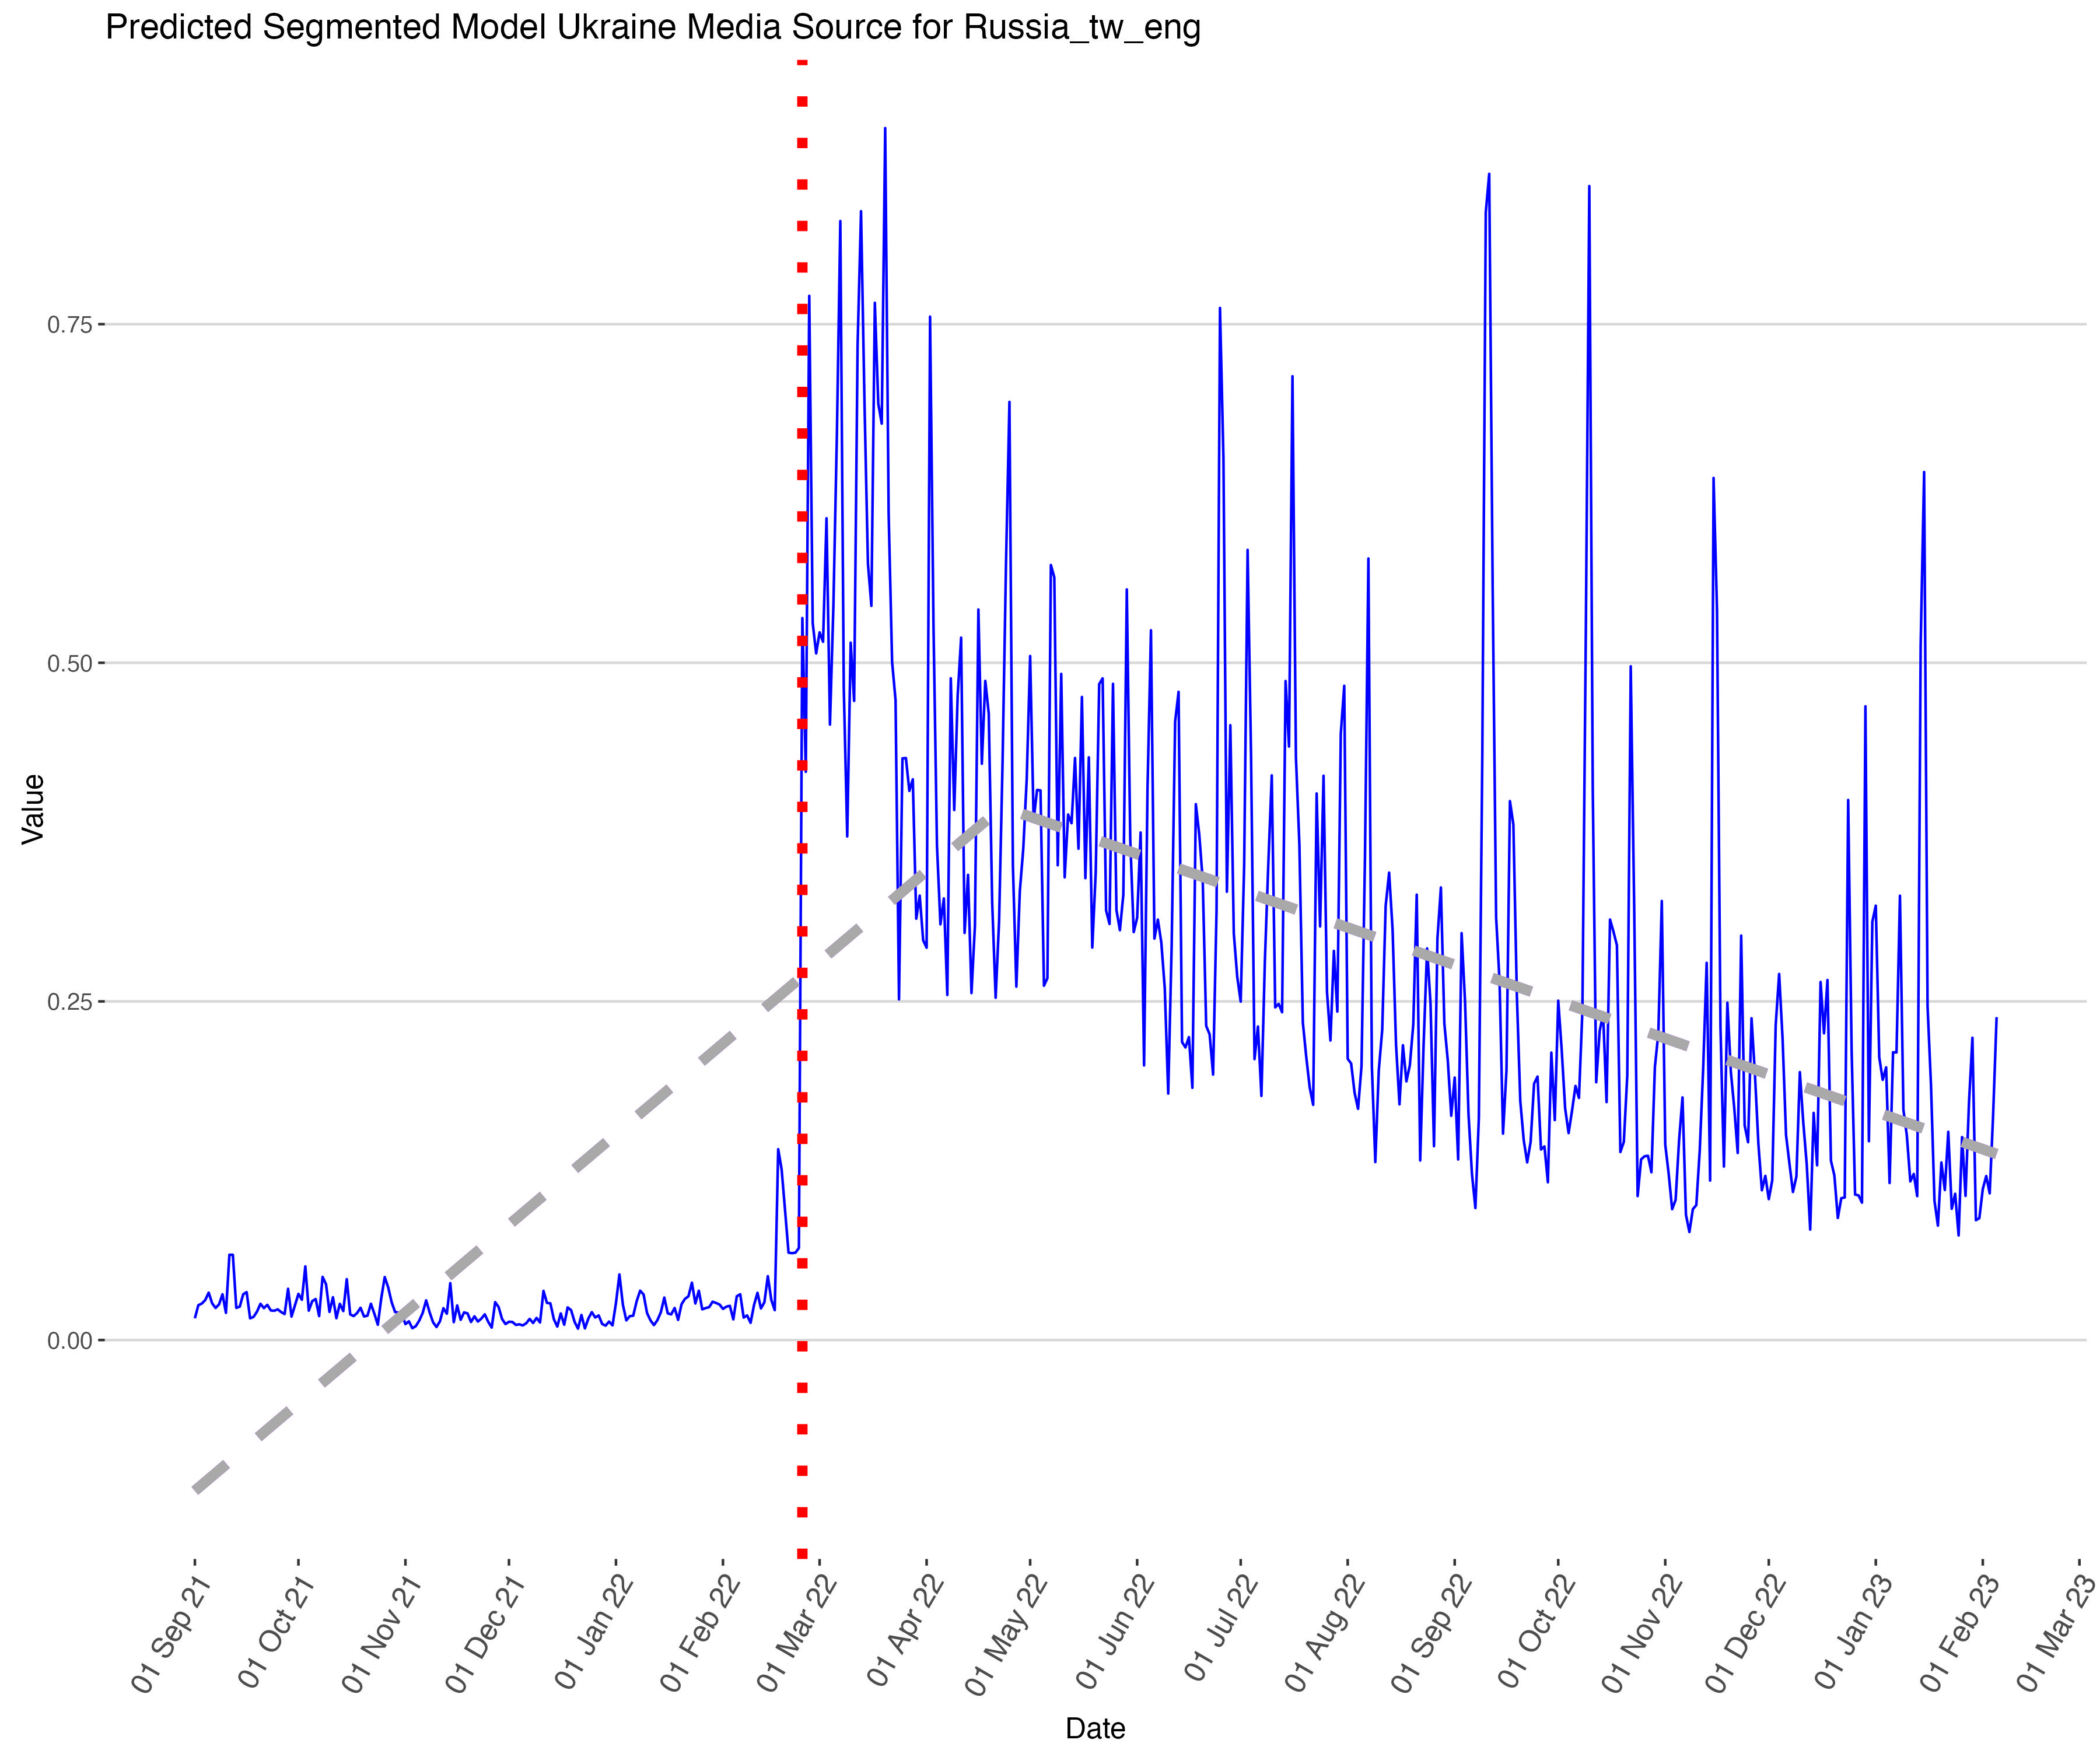 Predicted Segmented Model Ukraine Media Source for Russia_tw_eng
0.75
0.50
0.25
0.00
Value
01 Sep 21
01 Oct 21
01 Nov 21
01 Dec 21
01 Jan 22
01 Feb 22
01 Mar 22
01 Apr 22
01 May 22
01 Jun 22
01 Jul 22
01 Aug 22
01 Sep 22
01 Oct 22
01 Nov 22
01 Dec 22
01 Jan 23
01 Feb 23
01 Mar 23
Date